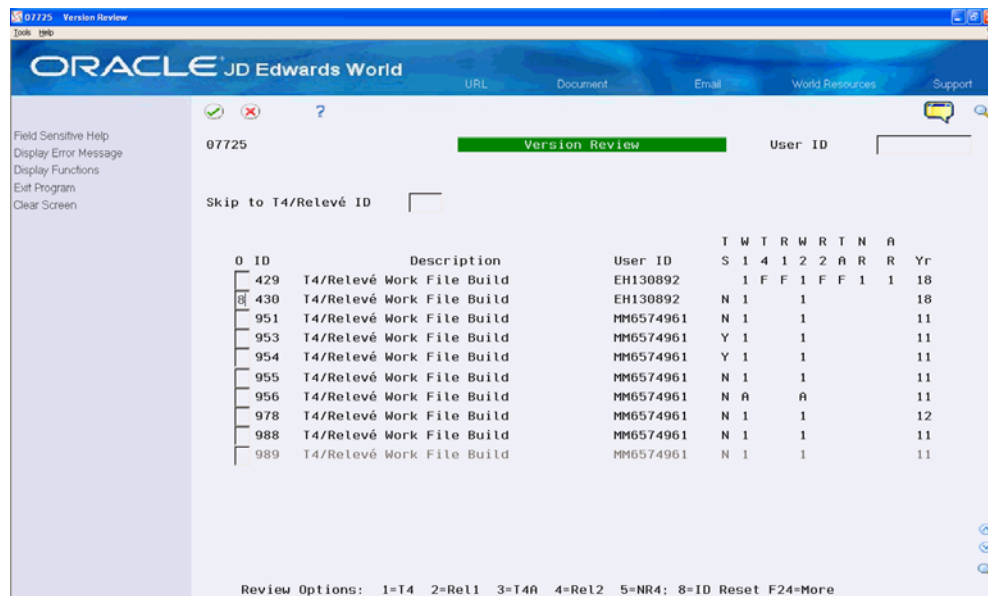 07725 Version Review
Tools Help
ORACLE JD Edwards World
URL Document Email World Resources Support
?
Field Sensitive Help
Display Error Message
Display Functions
Exit Program
Clear Screen
07725 Version Review User ID
Skip to T4/Relevé ID
T W T R W R T N A
O ID Description User ID S 1 4 1 2 2 A R R Yr
429 T4/Relevé Work File Build EH130892 1 F F 1 F F 1 1 18
8 430 T4/Relevé Work File Build EH130892 N 1 1 18
951 T4/Relevé Work File Build MM6574961 N 1 1 11
953 T4/Relevé Work File Build MM6574961 Y 1 1 11
954 T4/Relevé Work File Build MM6574961 Y 1 1 11
955 T4/Relevé Work File Build MM6574961 N 1 1 11
956 T4/Relevé Work File Build MM6574961 N A A 11
978 T4/Relevé Work File Build MM6574961 N 1 1 12
988 T4/Relevé Work File Build MM6574961 N 1 1 11
989 T4/Relevé Work File Build MM6574961 N 1 1 11
Review Options: 1=T4 2=Rel1 3=T4A 4=Rel2 5=NR4; 8=ID Reset F24=More